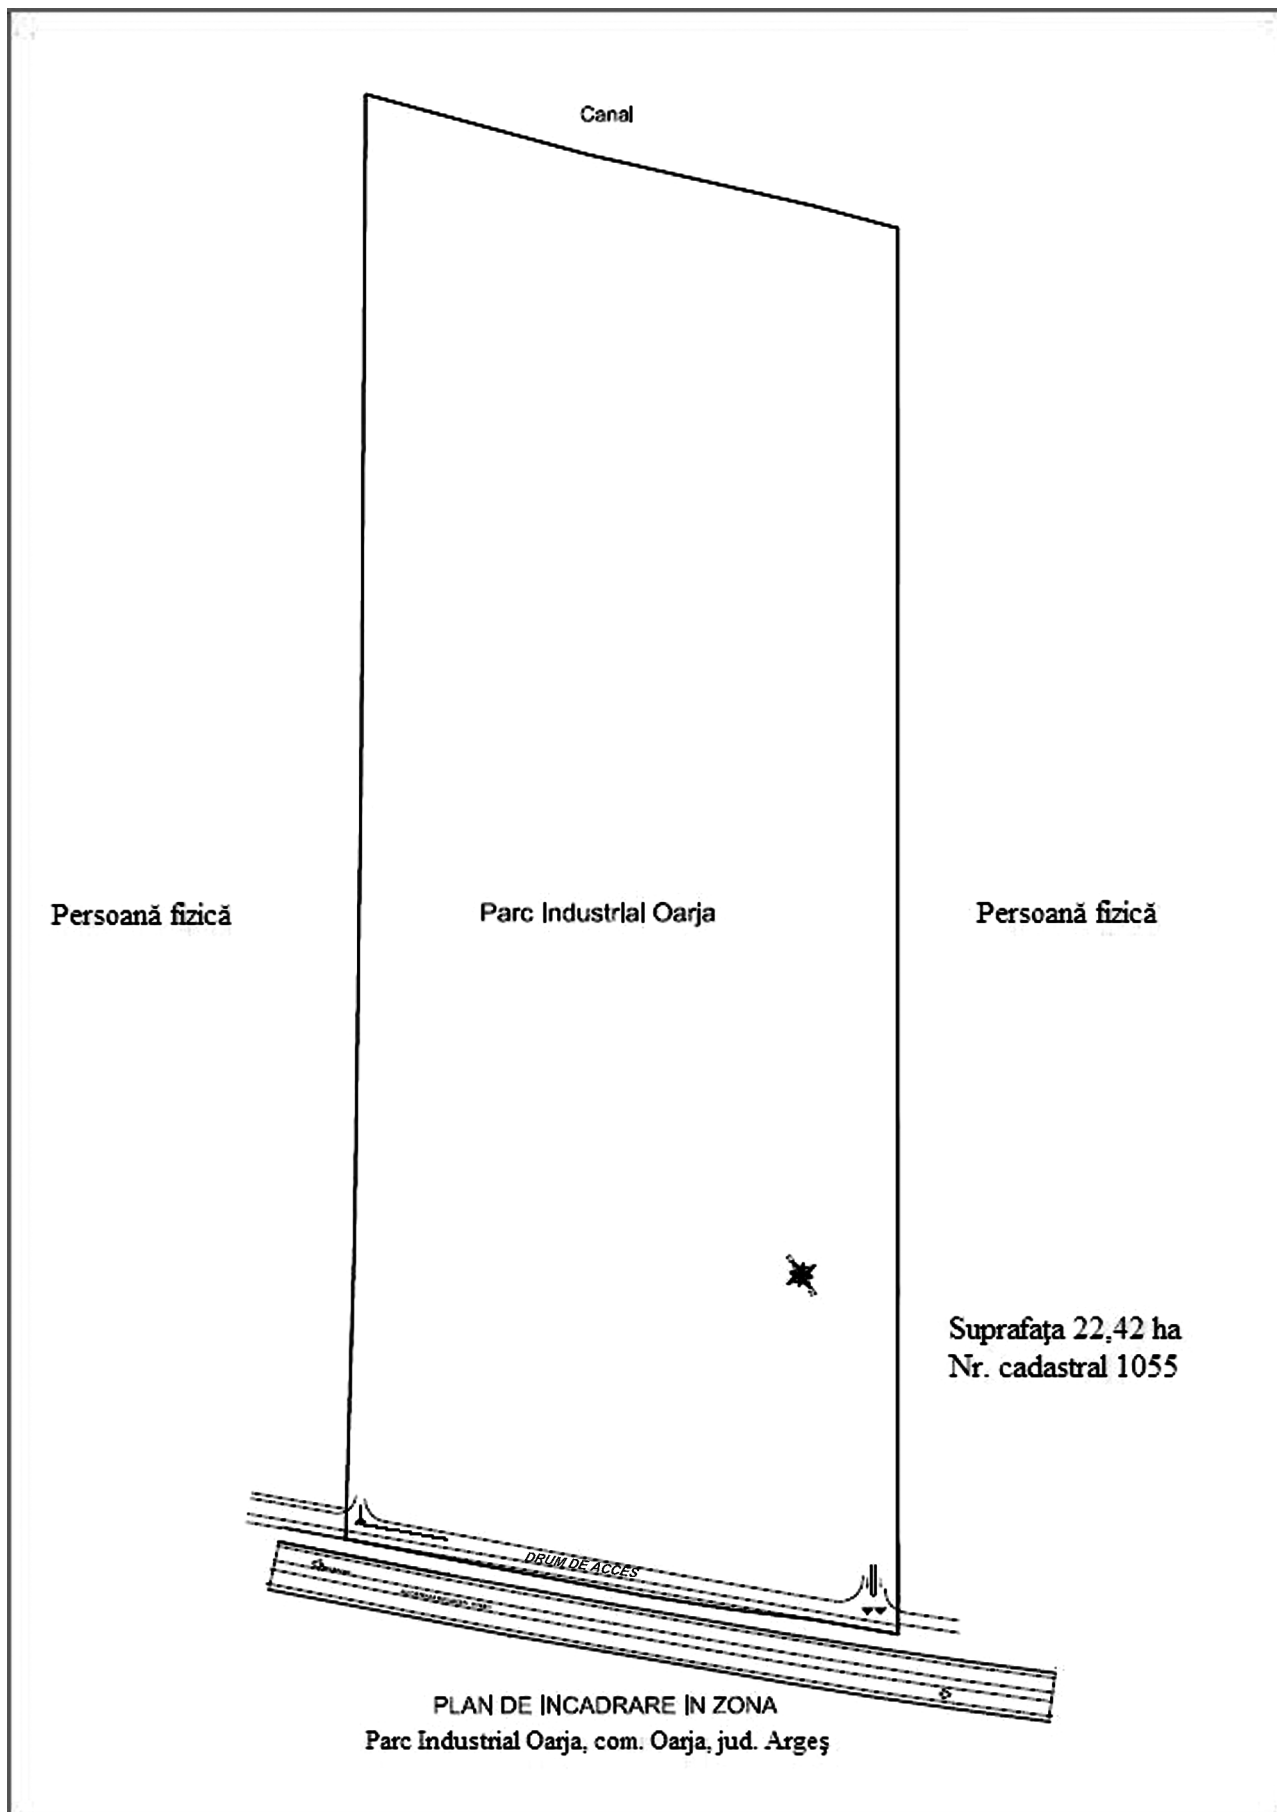 Canal
Persoană fizică
Parc Industrial Oarja
Persoană fizică
Suprafaţa 22,42 ha
Nr. cadastral 1055
DRUM DE ACCES
PLAN DE INCADRARE IN ZONA
Parc Industrial Oarja, com. Oarja, jud. Argeş